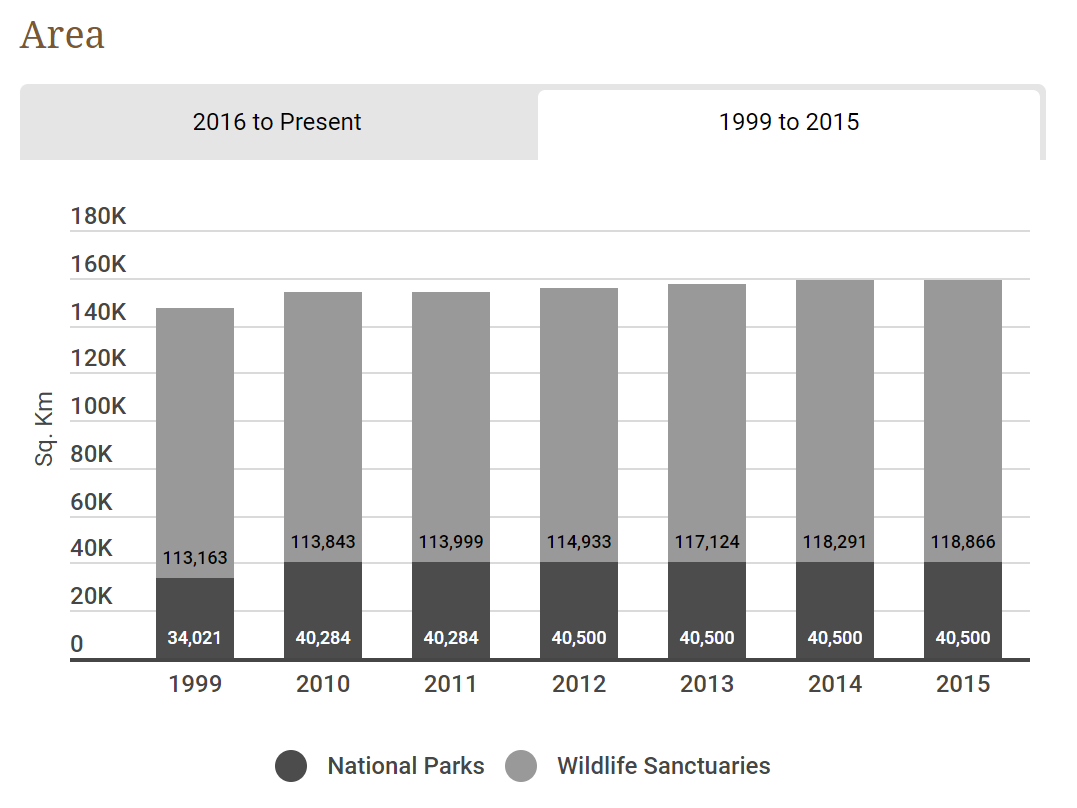 Area
2016 to Present 1999 to 2015
180K
160K
140K
120K
100K
80K
60K
40K
20K
0
Sq. Km
113,163 113,843 113,999 114,933 117,124 118,291 118,866
34,021 40,284 40,284 40,500 40,500 40,500 40,500
1999 2010 2011 2012 2013 2014 2015
National Parks Wildlife Sanctuaries